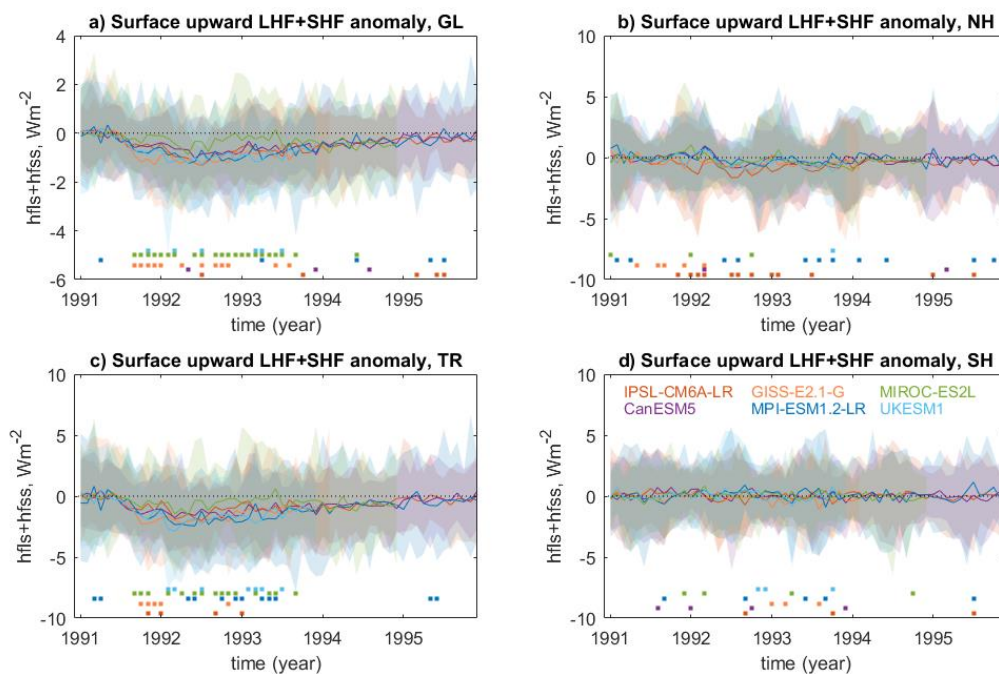 a) Surface upward LHF+SHF anomaly, GL
hfls+hfss, Wm-2
4
2
0
-2
-4
-6
1991 1992 1993 1994 1995
time (year)
b) Surface upward LHF+SHF anomaly, NH
hfls+hfss, Wm-2
10
5
0
-5
-10
1991 1992 1993 1994 1995
time (year)
c) Surface upward LHF+SHF anomaly, TR
hfls+hfss, Wm-2
10
5
0
-5
-10
1991 1992 1993 1994 1995
time (year)
d) Surface upward LHF+SHF anomaly, SH
IPSL-CM6A-LR GISS-E2.1-G MIROC-ES2L
CanESM5 MPI-ESM1.2-LR UKESM1
hfls+hfss, Wm-2
10
5
0
-5
-10
1991 1992 1993 1994 1995
time (year)